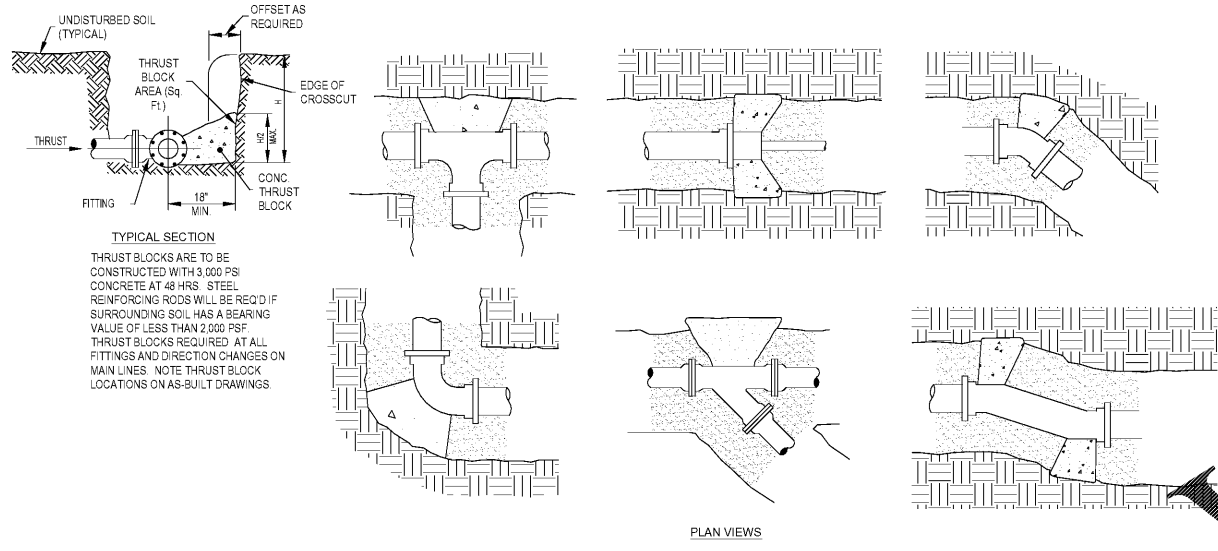 OFFSET AS
REQUIRED
UNDISTURBED SOIL
(TYPICAL)
THRUST
BLOCK
AREA (Sq.
Ft.)
EDGE OF
CROSSCUT
H
H/2
MAX.
THRUST
CONC.
THRUST
BLOCK
FITTING
18"
MIN.
TYPICAL SECTION
THRUST BLOCKS ARE TO BE
CONSTRUCTED WITH 3,000 PSI
CONCRETE AT 48 HRS. STEEL
REINFORCING RODS WILL BE REQ'D IF
SURROUNDING SOIL HAS A BEARING
VALUE OF LESS THAN 2,000 PSF.
THRUST BLOCKS REQUIRED AT ALL
FITTINGS AND DIRECTION CHANGES ON
MAIN LINES. NOTE THRUST BLOCK
LOCATIONS ON AS-BUILT DRAWINGS.
PLAN VIEWS